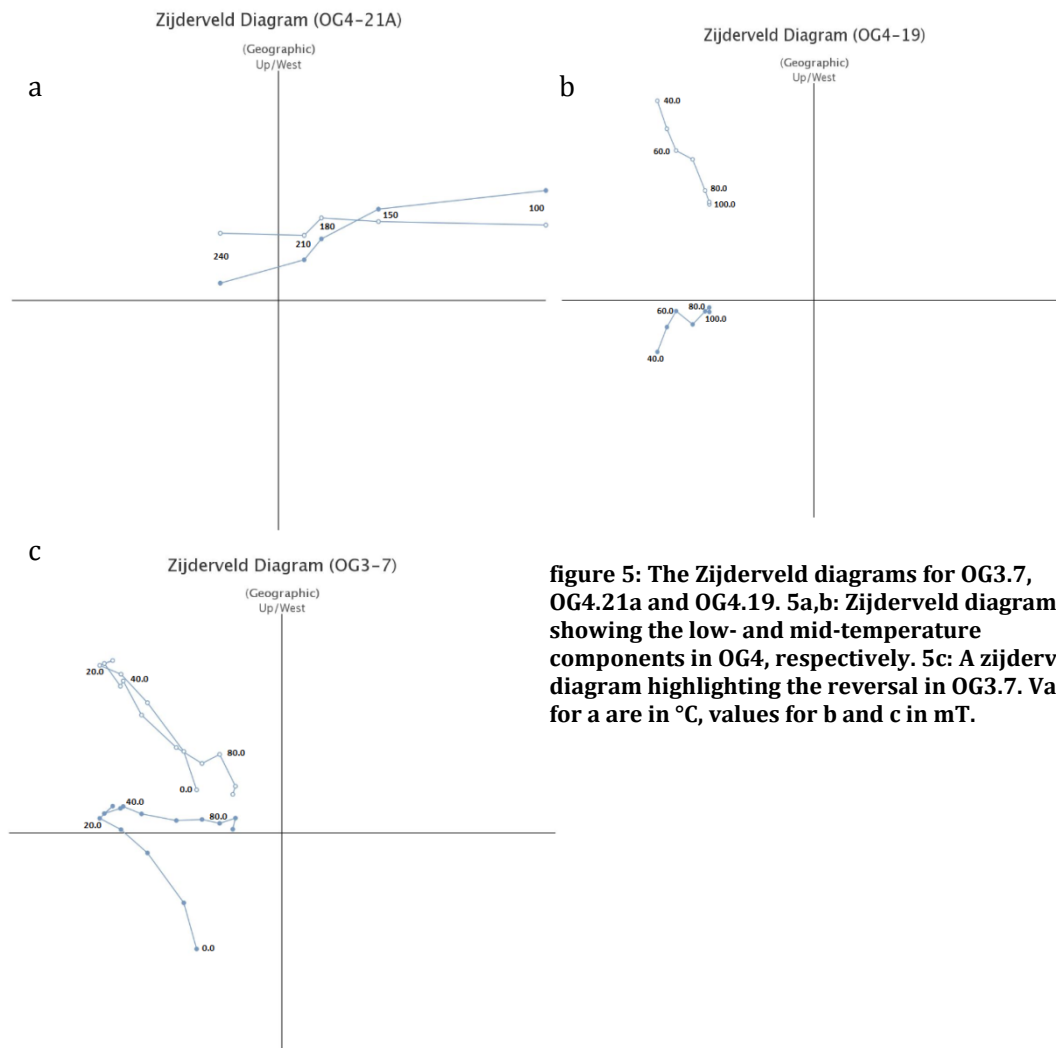 Zijderveld Diagram (OG4-21A)
(Geographic)
Up/West
a
100
150
180
210
240
Zijderveld Diagram (OG4-19)
(Geographic)
Up/West
b
40.0
60.0
80.0
100.0
60.0
80.0
100.0
40.0
c
Zijderveld Diagram (OG3-7)
(Geographic)
Up/West
20.0
40.0
80.0
0.0
40.0
20.0
80.0
0.0
figure 5: The Zijderveld diagrams for OG3.7,
OG4.21a and OG4.19. 5a,b: Zijderveld diagram
showing the low- and mid-temperature
components in OG4, respectively. 5c: A zijderv
diagram highlighting the reversal in OG3.7. Va
for a are in °C, values for b and c in mT.